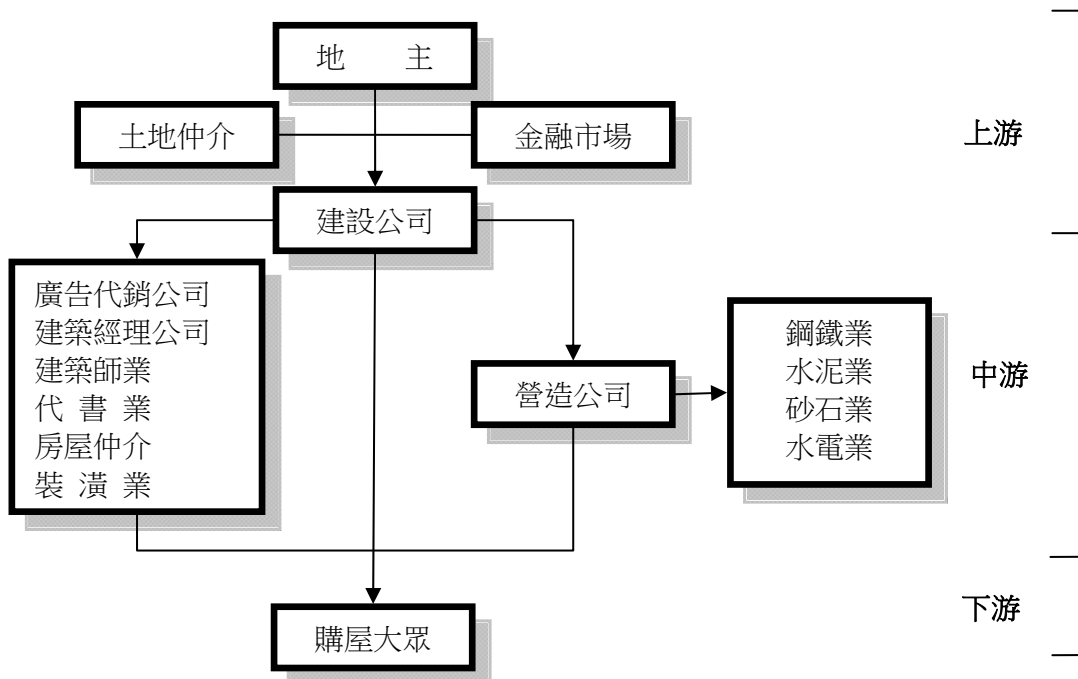 地 主
土地仲介
金融市場
上游
建設公司
廣告代銷公司
建築經理公司
建築師業
代 書 業
房屋仲介
裝 潢 業
營造公司
鋼鐵業
水泥業
砂石業
水電業
中游
購屋大眾
下游